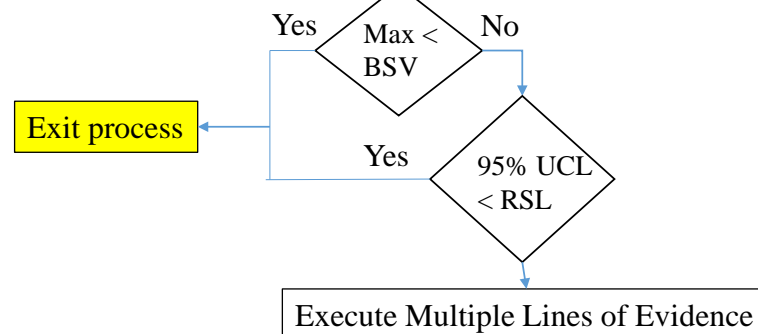 Yes
No
Max <
BSV
Exit process
Yes
95% UCL
< RSL
Execute Multiple Lines of Evidence